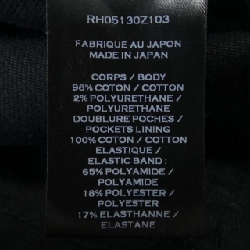 RH05130Z103
FABRIQUE AU JAPON
MADE IN JAPAN
CORPS / BODY
98% COTON / COTTON
2% POLYURETHANE /
POLYURETHANE
DOUBLURE POCHES /
POCKETS LINING
100% COTON / COTTON
ELASTIQUE /
ELASTIC BAND :
65% POLYAMIDE /
POLYAMIDE
18% POLYESTER /
POLYESTER
17% ELASTHANNE /
ELASTANE